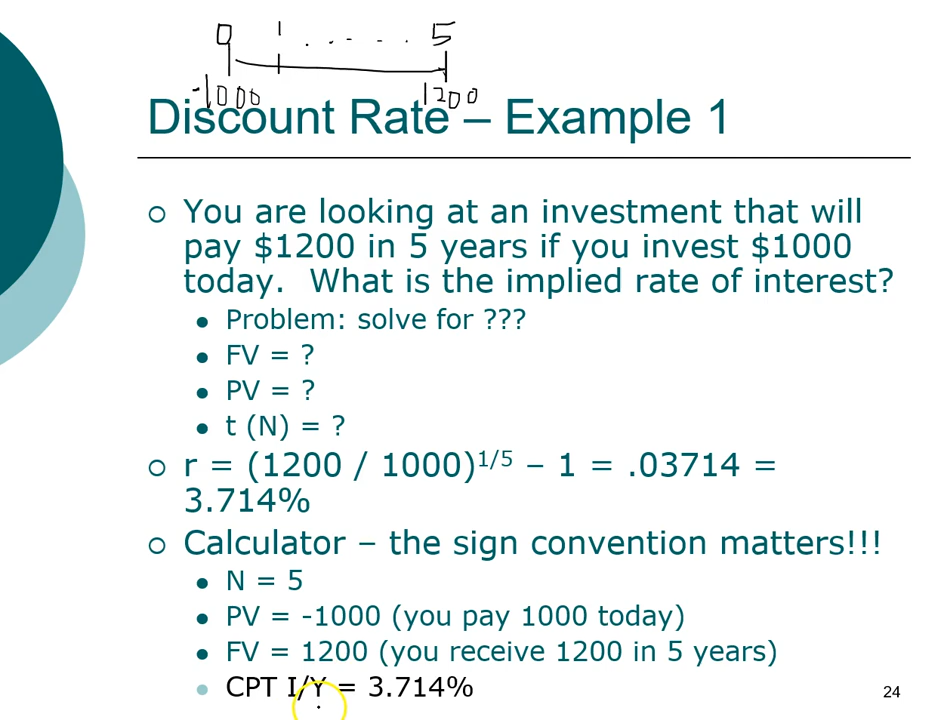 0 1 . . . . . 5
-1000 1200
Discount Rate – Example 1
You are looking at an investment that will
pay $1200 in 5 years if you invest $1000
today.  What is the implied rate of interest?
Problem: solve for ???
FV = ?
PV = ?
t (N) = ?
r = (1200 / 1000)^1/5 – 1 = .03714 =
3.714%
Calculator – the sign convention matters!!!
N = 5
PV = -1000 (you pay 1000 today)
FV = 1200 (you receive 1200 in 5 years)
CPT I/Y = 3.714%
24